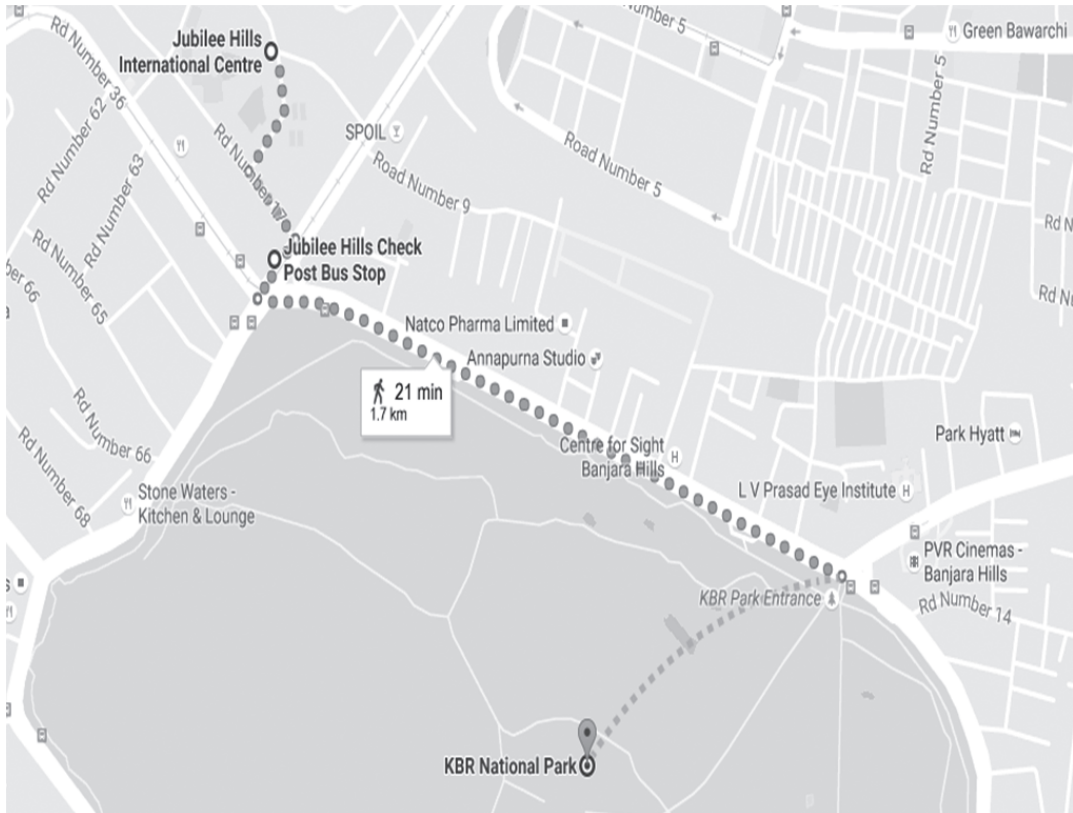 umber 5
Green Bawarchi
Rd Number 36
Jubilee Hills
International Centre
Rd Number 62
Rd Number 5
SPOIL
Rd Number 17
Road Number 5
Rd Number 63
Road Number 9
Rd N
Rd Number 65
Jubilee Hills Check
Post Bus Stop
ber 66
Rd N
Natco Pharma Limited
Annapurna Studio
21 min
1.7 km
Rd Number 66
Park Hyatt
Centre for Sight
Banjara Hills
Rd Number 68
L V Prasad Eye Institute
Stone Waters -
Kitchen & Lounge
PVR Cinemas -
Banjara Hills
s
KBR Park Entrance
Rd Number 14
KBR National Park